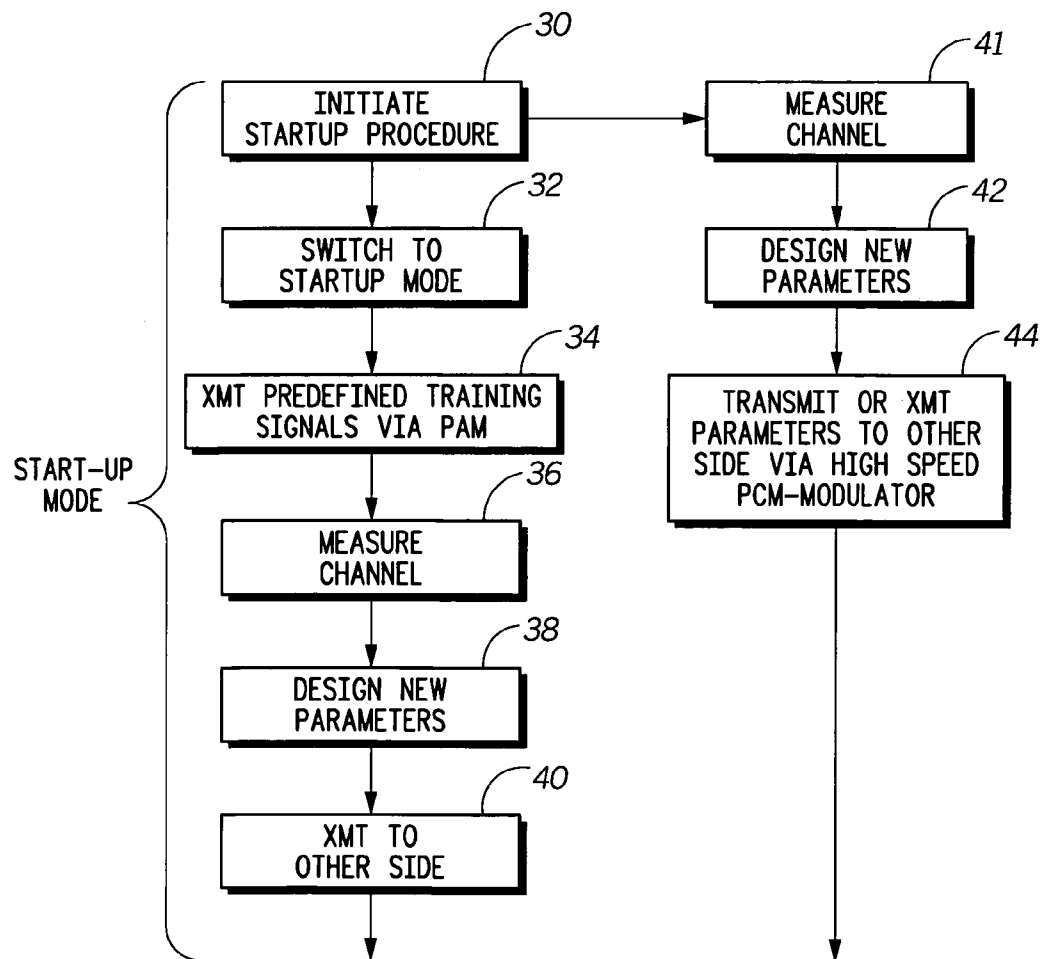 30
INITIATE
STARTUP PROCEDURE
32
SWITCH TO
STARTUP MODE
34
XMT PREDEFINED TRAINING
SIGNALS VIA PAM
START-UP
MODE
36
MEASURE
CHANNEL
38
DESIGN NEW
PARAMETERS
40
XMT TO
OTHER SIDE
41
MEASURE
CHANNEL
42
DESIGN NEW
PARAMETERS
44
TRANSMIT OR XMT
PARAMETERS TO OTHER
SIDE VIA HIGH SPEED
PCM-MODULATOR